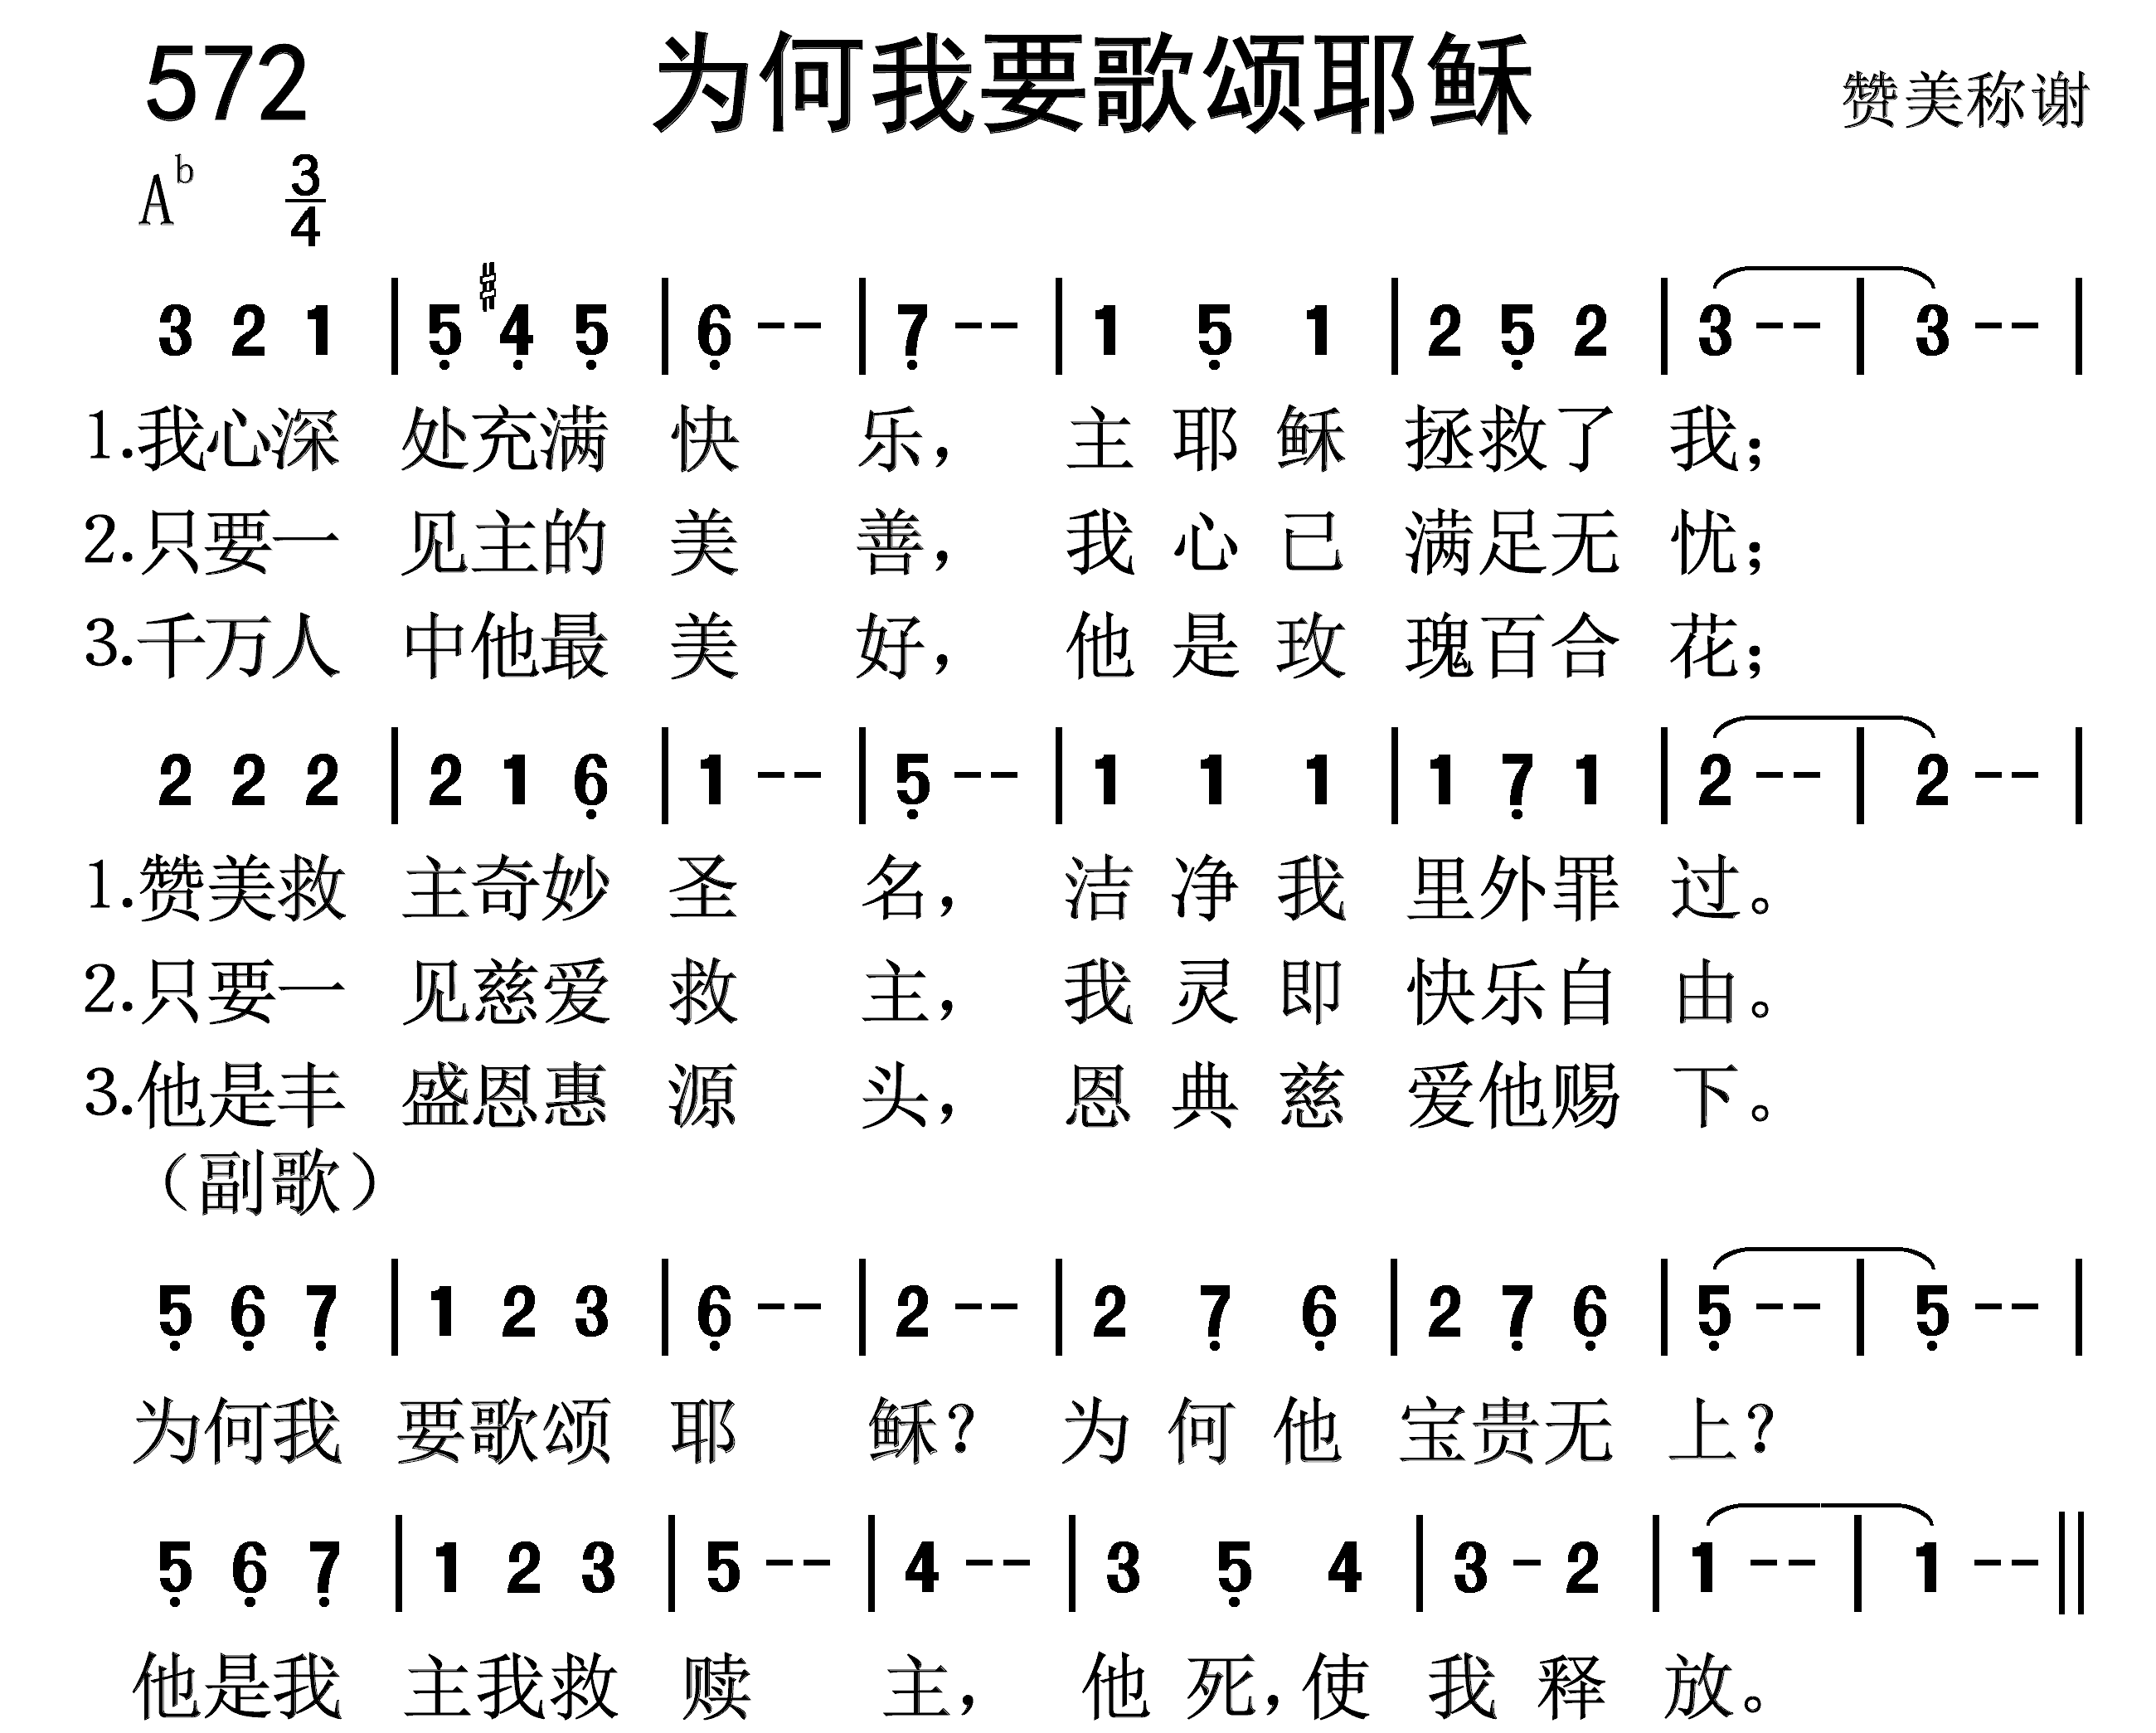 572 为何我要歌颂耶稣 赞美称谢
A♭ 3/4
3 2 1 | 5̣ ♯4̣ 5̣ | 6̣ - - | 7̣ - - | 1 5̣ 1 | 2 5̣ 2 | 3 - - | 3 - - |
1.我心深 处充满 快 乐， 主 耶 稣 拯救了 我；
2.只要一 见主的 美 善， 我 心 已 满足无 忧；
3.千万人 中他最 美 好， 他 是 玫 瑰百合 花；
2 2 2 | 2 1 6̣ | 1 - - | 5̣ - - | 1 1 1 | 1 7̣ 1 | 2 - - | 2 - - |
1.赞美救 主奇妙 圣 名， 洁 净 我 里外罪 过。
2.只要一 见慈爱 救 主， 我 灵 即 快乐自 由。
3.他是丰 盛恩惠 源 头， 恩 典 慈 爱他赐 下。
（副歌）
5̣ 6̣ 7̣ | 1 2 3 | 6̣ - - | 2 - - | 2 7̣ 6̣ | 2 7̣ 6̣ | 5̣ - - | 5̣ - - |
为何我 要歌颂 耶 稣？ 为 何 他 宝贵无 上？
5̣ 6̣ 7̣ | 1 2 3 | 5 - - | 4 - - | 3 5̣ 4 | 3 - 2 | 1 - - | 1 - - ‖
他是我 主我救 赎 主， 他 死，使 我 释 放。